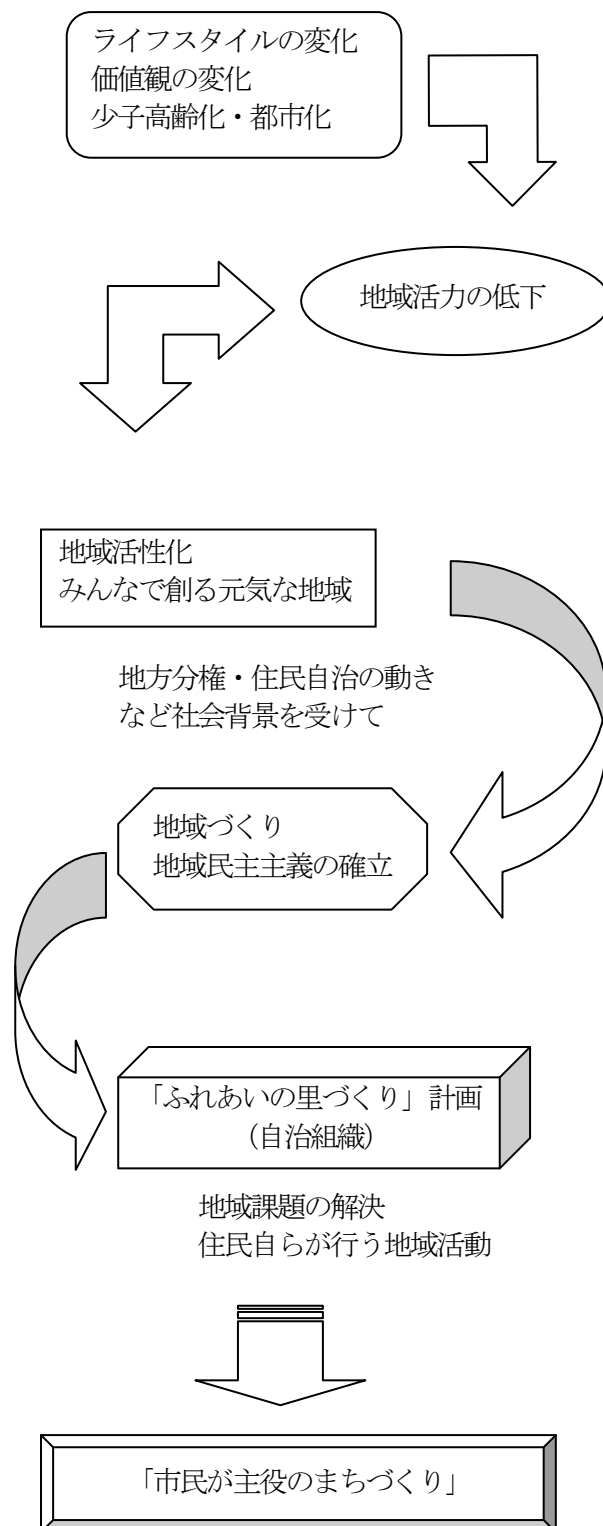 ライフスタイルの変化
価値観の変化
少子高齢化・都市化
地域活力の低下
地域活性化
みんなで創る元気な地域
地方分権・住民自治の動き
など社会背景を受けて
地域づくり
地域民主主義の確立
「ふれあいの里づくり」計画
（自治組織）
地域課題の解決
住民自らが行う地域活動
「市民が主役のまちづくり」